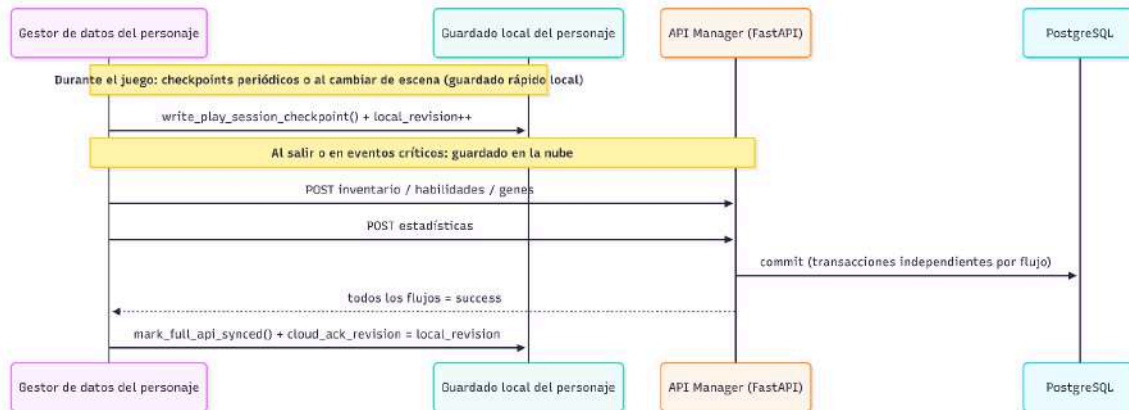 Gestor de datos del personaje
Guardado local del personaje
API Manager (FastAPI)
PostgreSQL
Durante el juego: checkpoints periódicos o al cambiar de escena (guardado rápido local)
write_play_session_checkpoint() + local_revision++
Al salir o en eventos críticos: guardado en la nube
POST inventario / habilidades / genes
POST estadísticas
commit (transacciones independientes por flujo)
todos los flujos = success
mark_full_api_synced() + cloud_ack_revision = local_revision
Gestor de datos del personaje
Guardado local del personaje
API Manager (FastAPI)
PostgreSQL